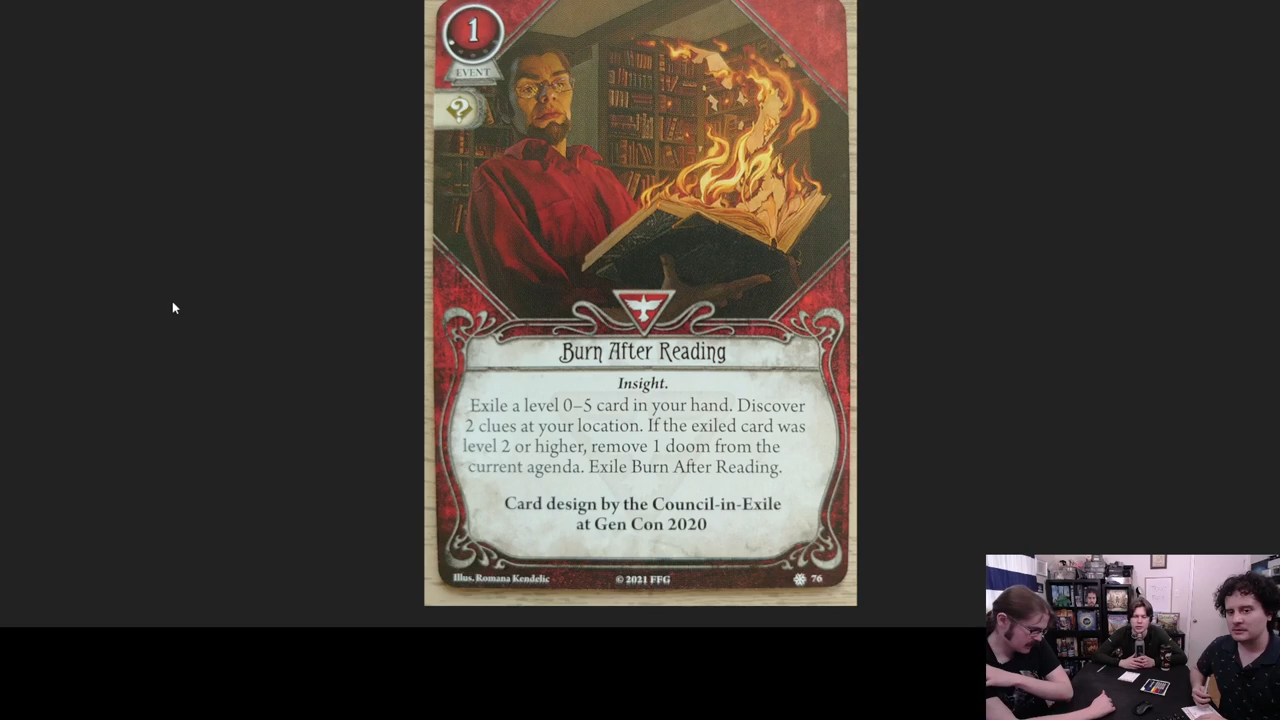 1
EVENT
?
Burn After Reading
Insight.
Exile a level 0–5 card in your hand. Discover
2 clues at your location. If the exiled card was
level 2 or higher, remove 1 doom from the
current agenda. Exile Burn After Reading.
Card design by the Council-in-Exile
at Gen Con 2020
Illus. Romana Kendelic
© 2021 FFG
76